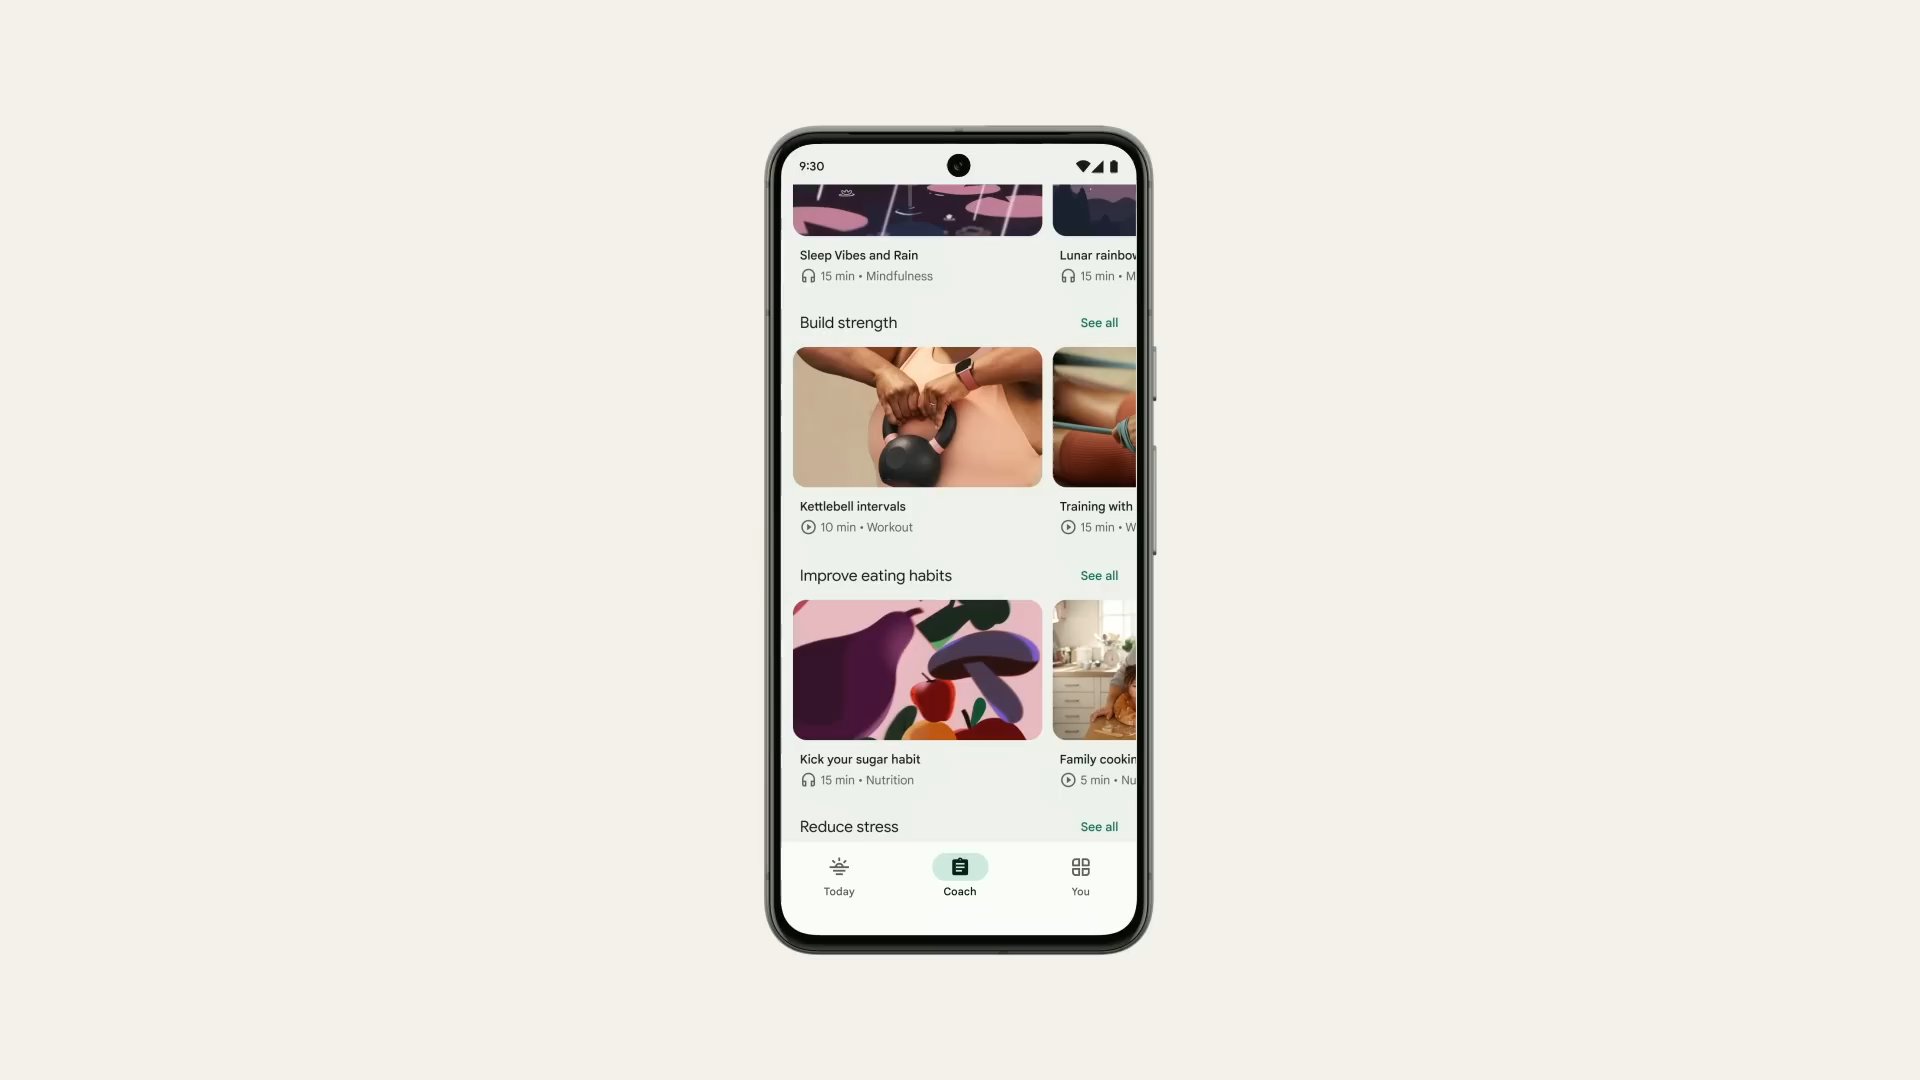 9:30
Sleep Vibes and Rain
15 min • Mindfulness
Lunar rainbow
15 min • M
Build strength
See all
Kettlebell intervals
10 min • Workout
Training with
15 min • W
Improve eating habits
See all
Kick your sugar habit
15 min • Nutrition
Family cookin
5 min • Nu
Reduce stress
See all
Today
Coach
You